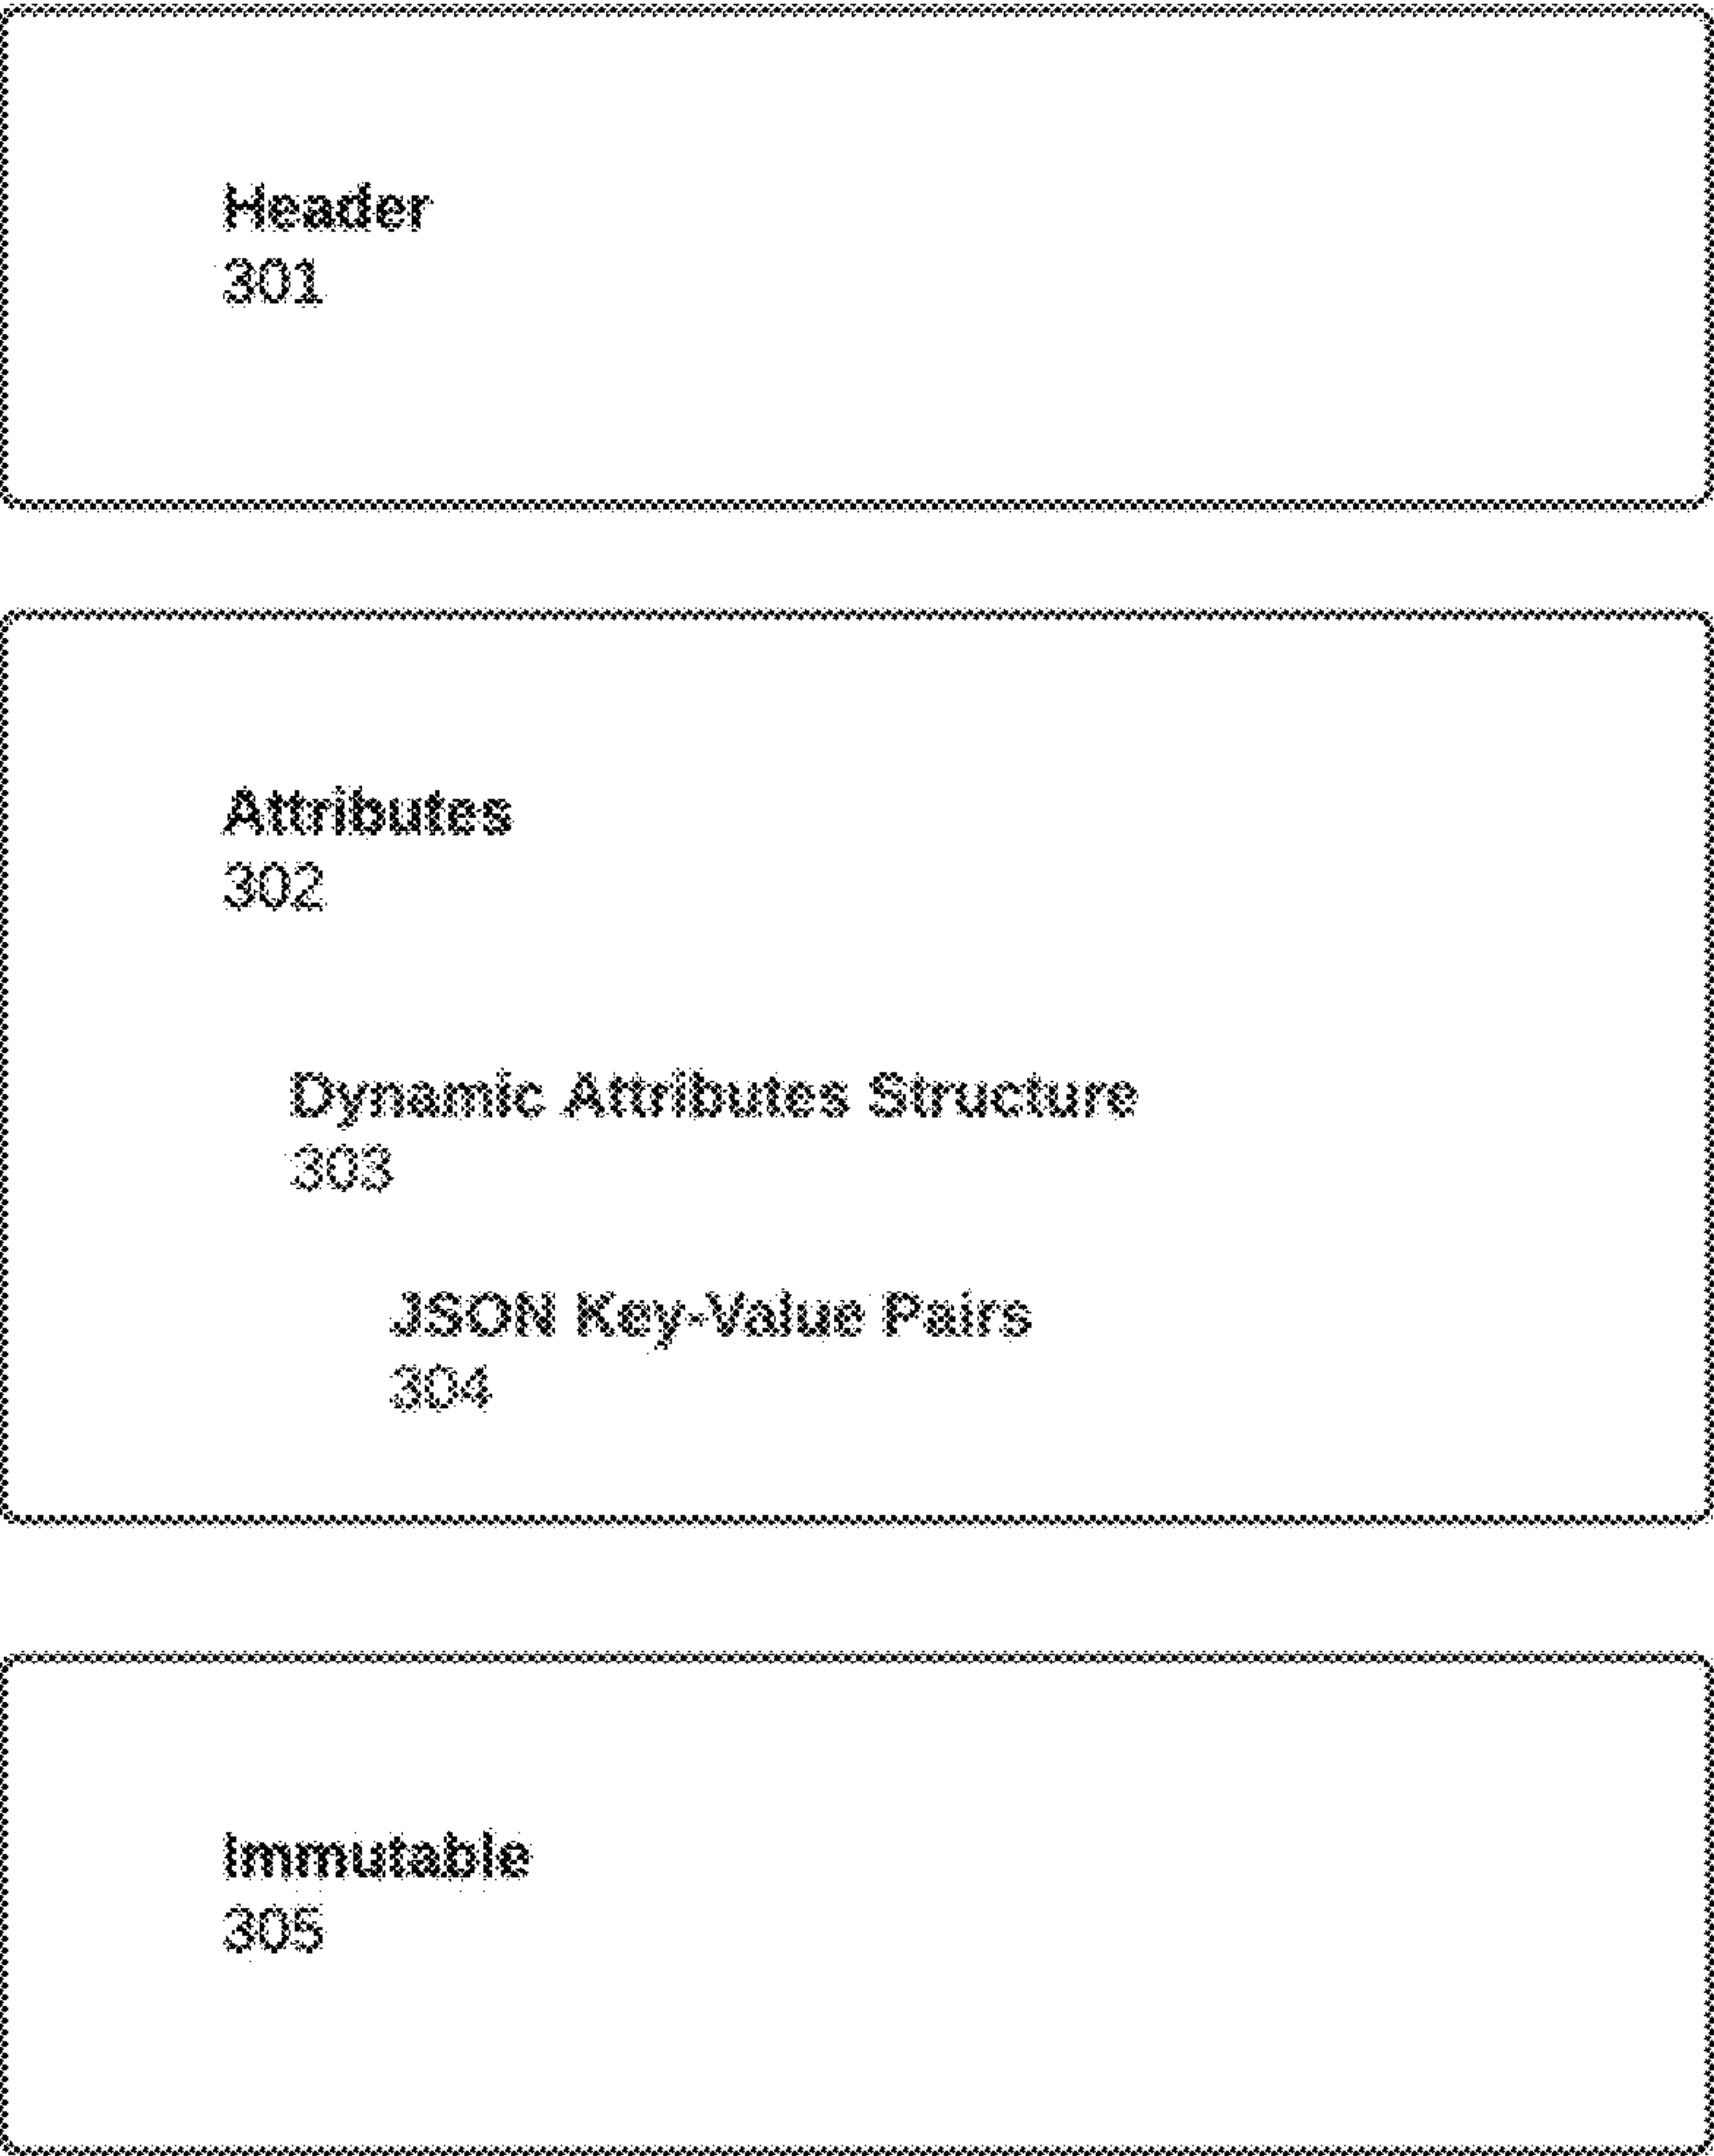 Header
301
Attributes
302
Dynamic Attributes Structure
303
JSON Key-Value Pairs
304
Immutable
305